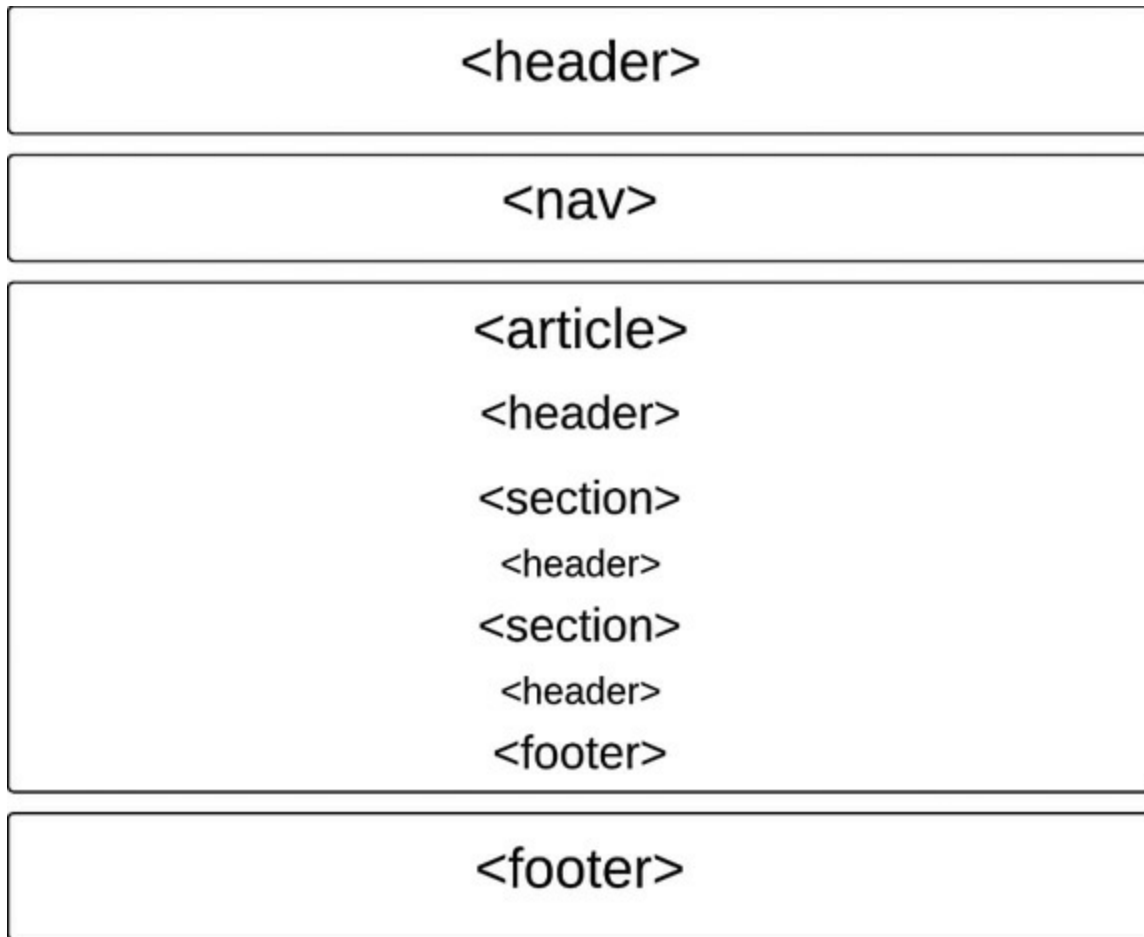 <header>
<nav>
<article>
<header>
<section>
<header>
<section>
<header>
<footer>
<footer>